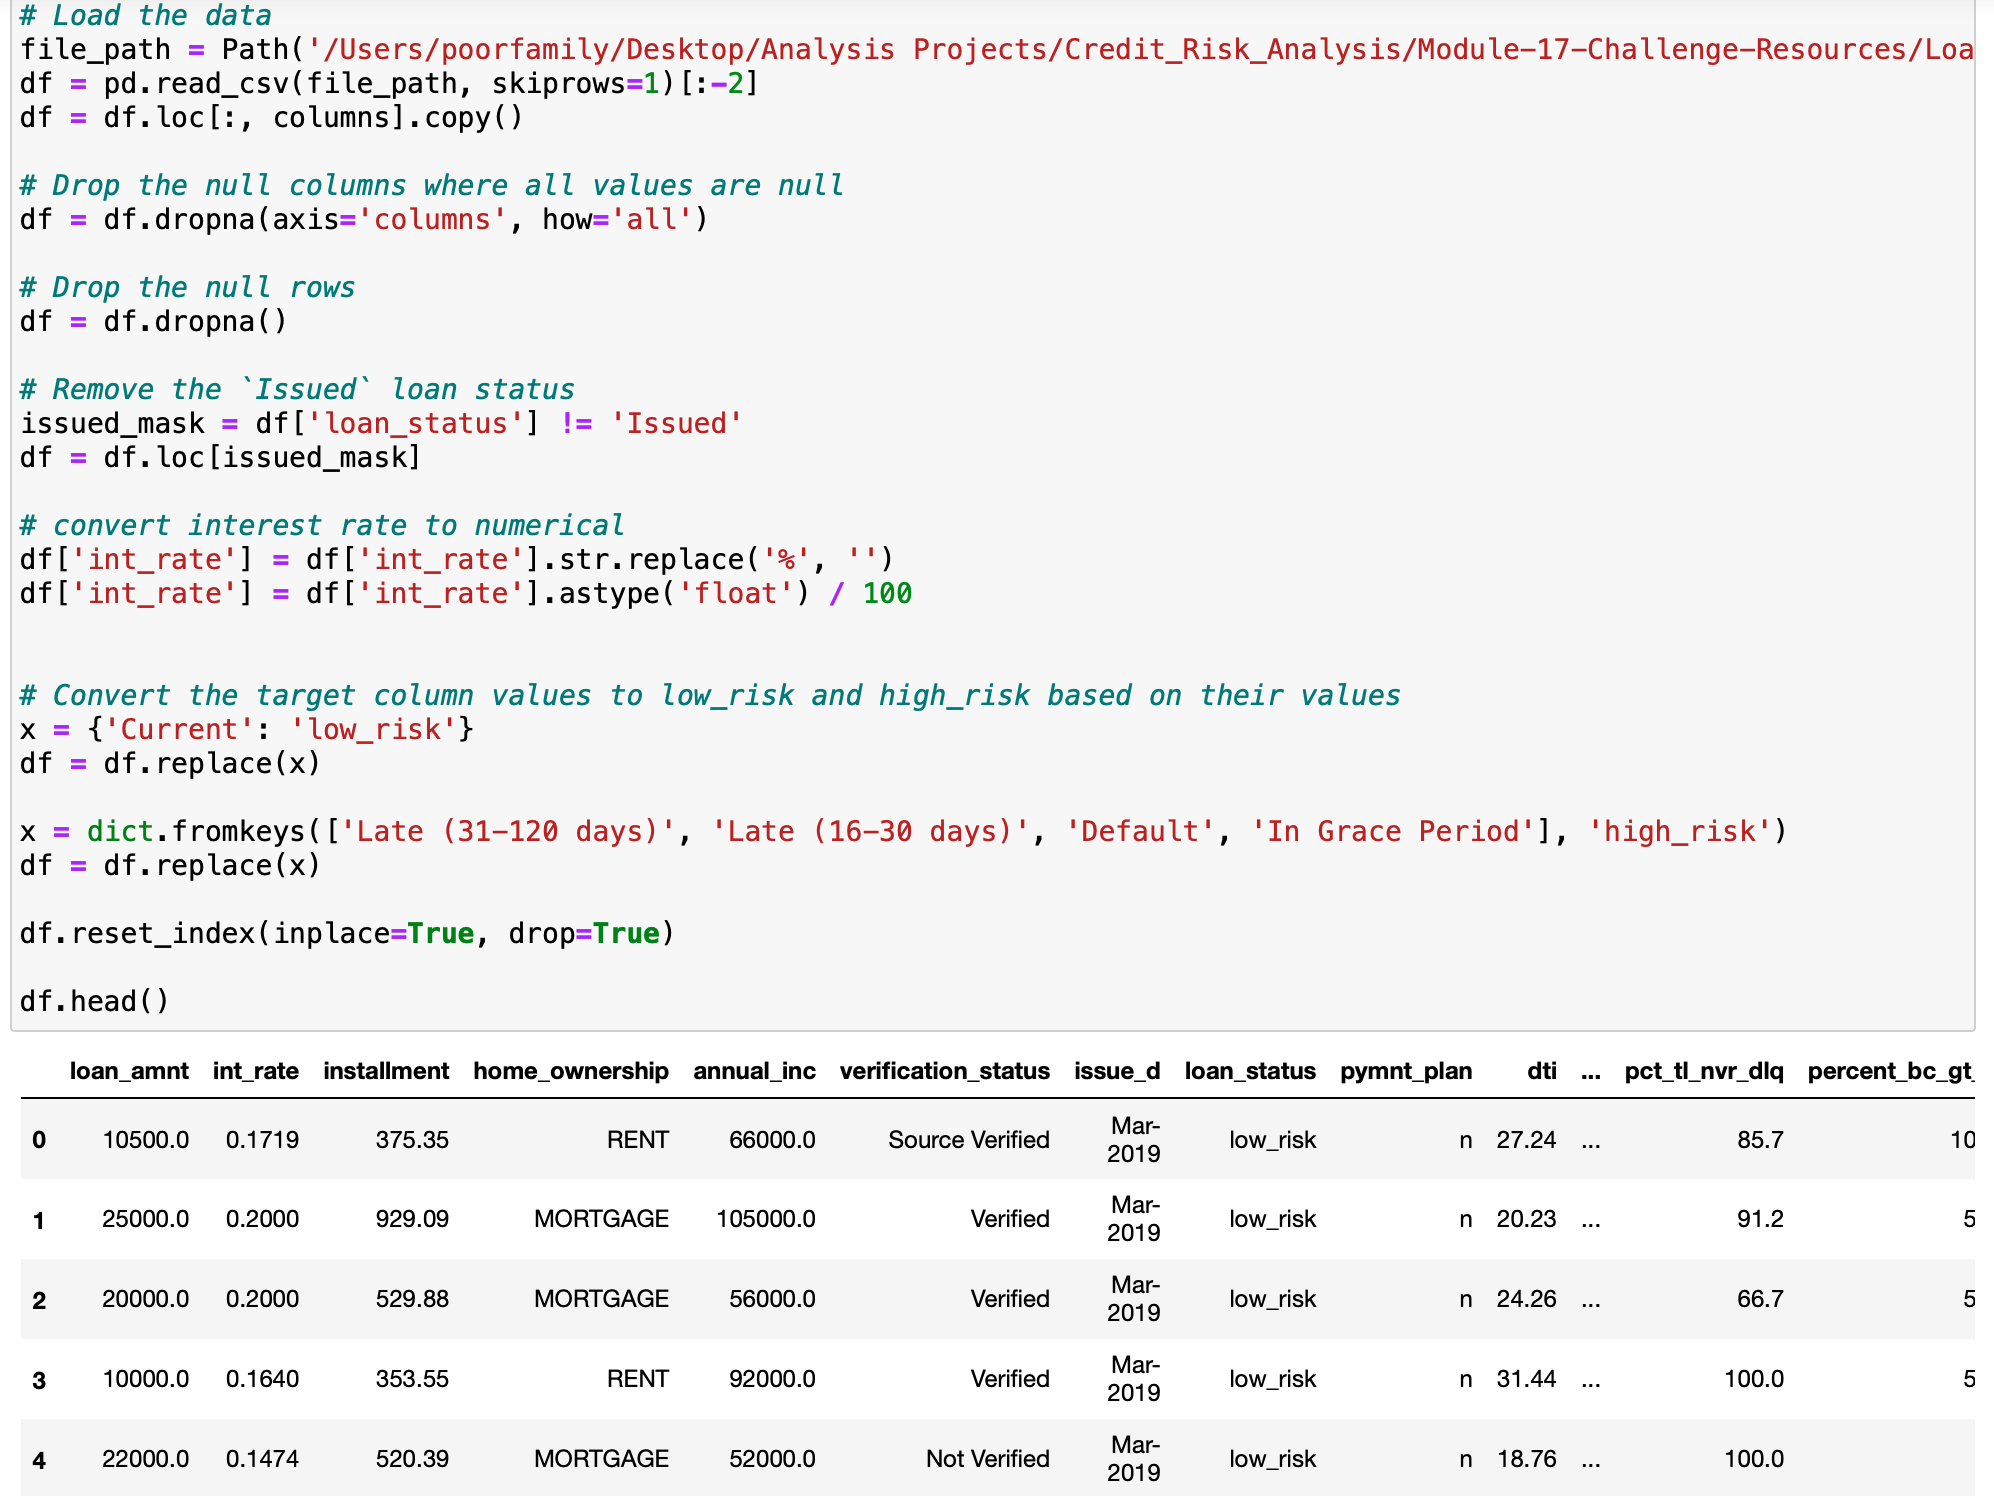 # Load the data
file_path = Path('/Users/poorfamily/Desktop/Analysis Projects/Credit_Risk_Analysis/Module-17-Challenge-Resources/Loa
df = pd.read_csv(file_path, skiprows=1)[:-2]
df = df.loc[:, columns].copy()
# Drop the null columns where all values are null
df = df.dropna(axis='columns', how='all')
# Drop the null rows
df = df.dropna()
# Remove the `Issued` loan status
issued_mask = df['loan_status'] != 'Issued'
df = df.loc[issued_mask]
# convert interest rate to numerical
df['int_rate'] = df['int_rate'].str.replace('%', '')
df['int_rate'] = df['int_rate'].astype('float') / 100
# Convert the target column values to low_risk and high_risk based on their values
x = {'Current': 'low_risk'}
df = df.replace(x)
x = dict.fromkeys(['Late (31-120 days)', 'Late (16-30 days)', 'Default', 'In Grace Period'], 'high_risk')
df = df.replace(x)
df.reset_index(inplace=True, drop=True)
df.head()
loan_amnt int_rate installment home_ownership annual_inc verification_status issue_d loan_status pymnt_plan dti ... pct_tl_nvr_dlq percent_bc_gt_
0 10500.0 0.1719 375.35 RENT 66000.0 Source Verified Mar-2019 low_risk n 27.24 ... 85.7 10
1 25000.0 0.2000 929.09 MORTGAGE 105000.0 Verified Mar-2019 low_risk n 20.23 ... 91.2 5
2 20000.0 0.2000 529.88 MORTGAGE 56000.0 Verified Mar-2019 low_risk n 24.26 ... 66.7 5
3 10000.0 0.1640 353.55 RENT 92000.0 Verified Mar-2019 low_risk n 31.44 ... 100.0 5
4 22000.0 0.1474 520.39 MORTGAGE 52000.0 Not Verified Mar-2019 low_risk n 18.76 ... 100.0